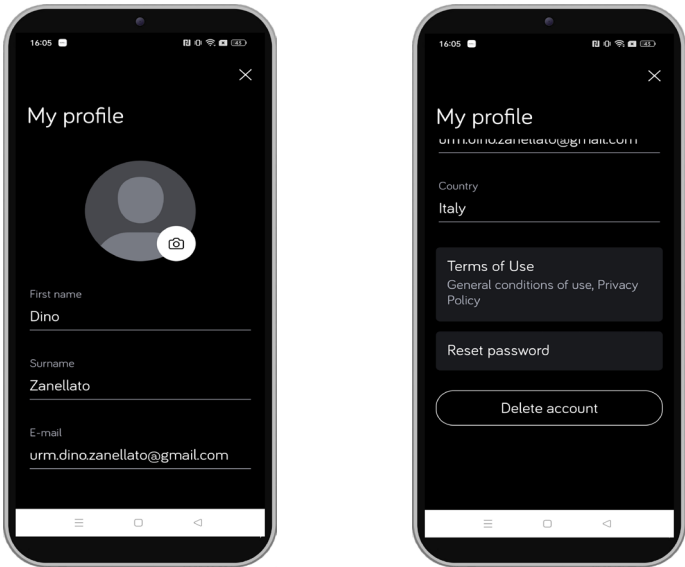 16:05
45
My profile
First name
Dino
Surname
Zanellato
E-mail
urm.dino.zanellato@gmail.com
16:05
45
My profile
urm.dino.zanellato@gmail.com
Country
Italy
Terms of Use
General conditions of use, Privacy
Policy
Reset password
Delete account